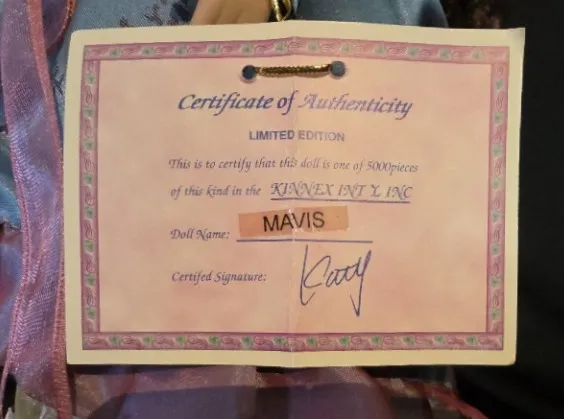 Certificate of Authenticity
LIMITED EDITION
This is to certify that this doll is one of 5000pieces
of this kind in the KINNEX INT'L INC
Doll Name: MAVIS
Certifed Signature: Katy